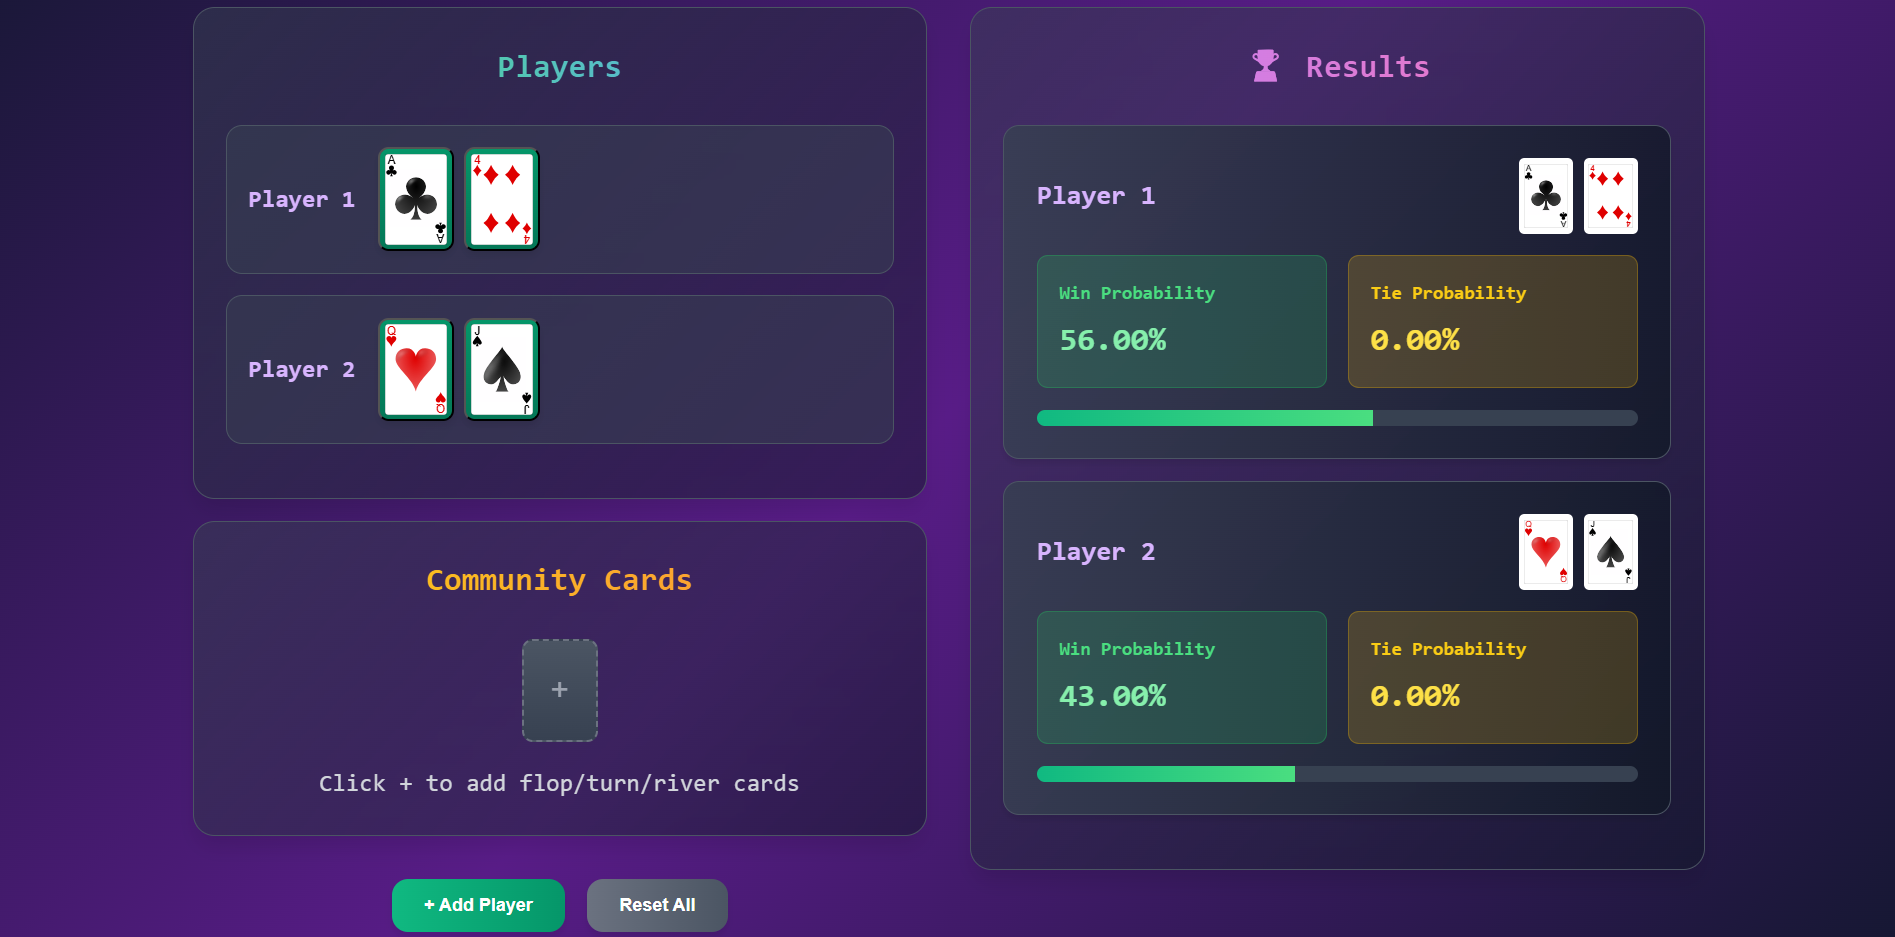 Players
Player 1
A
4
Player 2
Q
J
Community Cards
+
Click + to add flop/turn/river cards
+ Add Player
Reset All
Results
Player 1
A
4
Win Probability
56.00%
Tie Probability
0.00%
Player 2
Q
J
Win Probability
43.00%
Tie Probability
0.00%